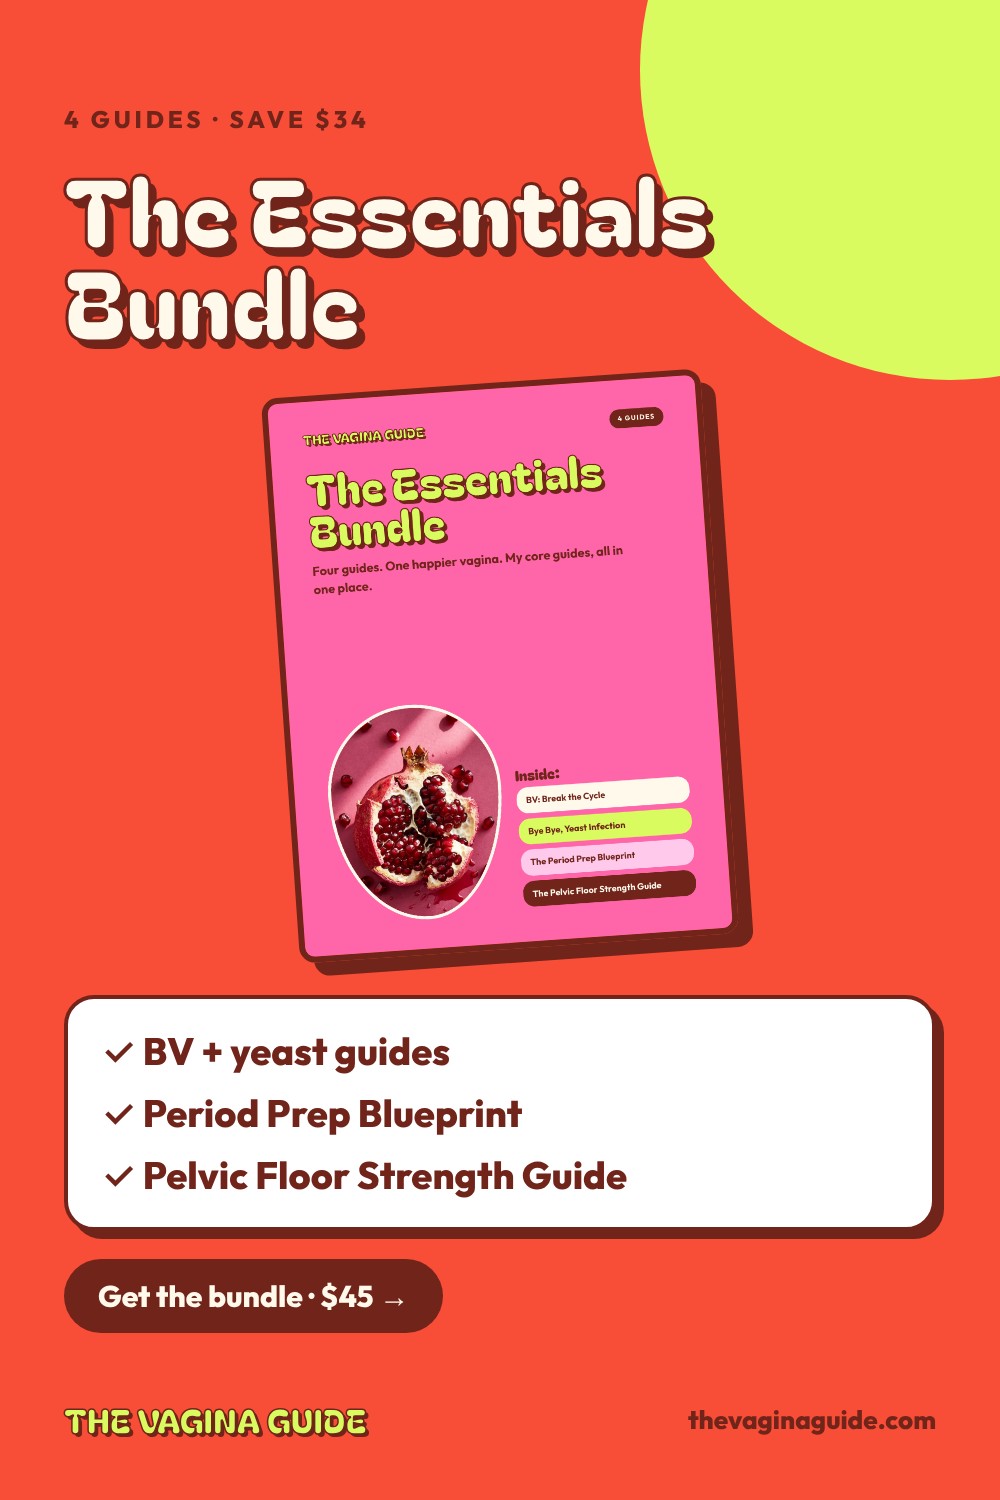 4 GUIDES · SAVE $34
The Essentials
Bundle
THE VAGINA GUIDE
4 GUIDES
The Essentials
Bundle
Four guides. One happier vagina. My core guides, all in
one place.
Inside:
BV: Break the Cycle
Bye Bye, Yeast Infection
The Period Prep Blueprint
The Pelvic Floor Strength Guide
✓ BV + yeast guides
✓ Period Prep Blueprint
✓ Pelvic Floor Strength Guide
Get the bundle · $45 →
THE VAGINA GUIDE
thevaginaguide.com